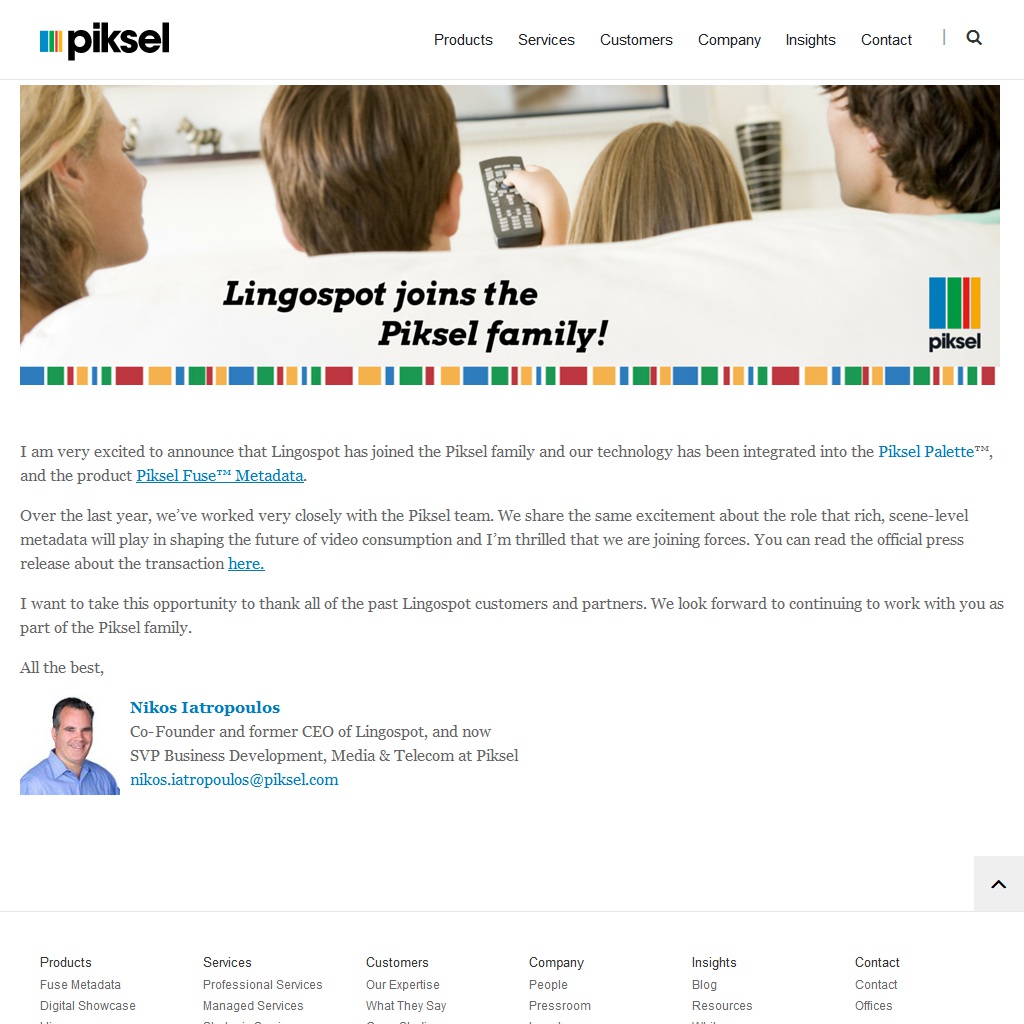 piksel
Products Services Customers Company Insights Contact |
Lingospot joins the
Piksel family!
piksel
I am very excited to announce that Lingospot has joined the Piksel family and our technology has been integrated into the Piksel Palette™,
and the product Piksel Fuse™ Metadata.
Over the last year, we’ve worked very closely with the Piksel team. We share the same excitement about the role that rich, scene-level
metadata will play in shaping the future of video consumption and I’m thrilled that we are joining forces. You can read the official press
release about the transaction here.
I want to take this opportunity to thank all of the past Lingospot customers and partners. We look forward to continuing to work with you as
part of the Piksel family.
All the best,
Nikos Iatropoulos
Co-Founder and former CEO of Lingospot, and now
SVP Business Development, Media & Telecom at Piksel
nikos.iatropoulos@piksel.com
Products Services Customers Company Insights Contact
Fuse Metadata Professional Services Our Expertise People Blog Contact
Digital Showcase Managed Services What They Say Pressroom Resources Offices